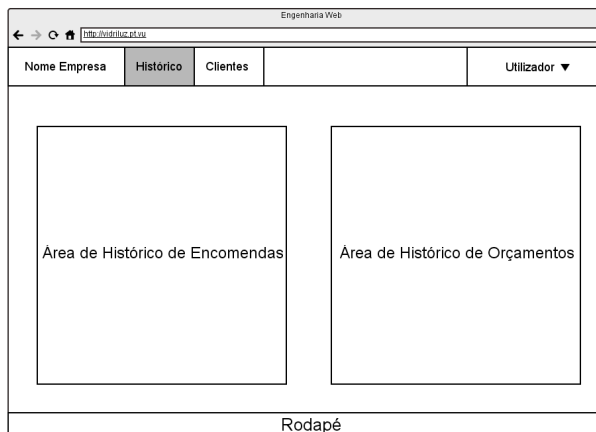 Engenharia Web
http://vidriluz.pt.vu
Nome Empresa Histórico Clientes Utilizador ▼
Área de Histórico de Encomendas Área de Histórico de Orçamentos
Rodapé